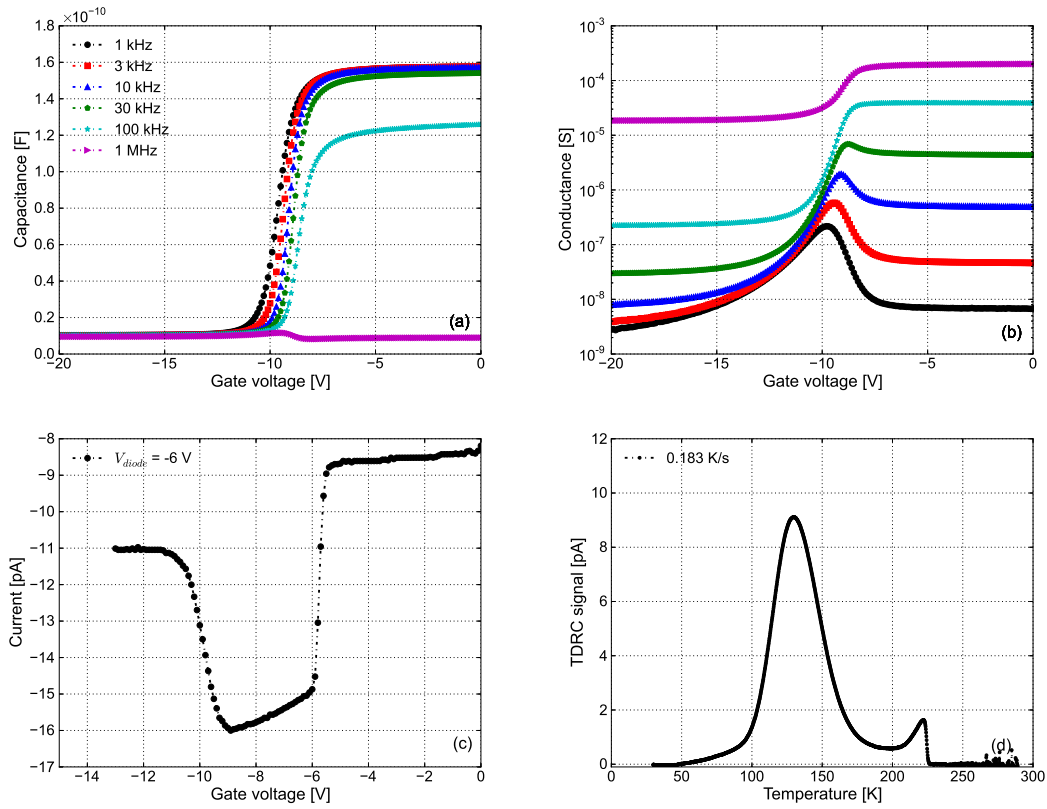 ×10⁻¹⁰
1.8
1.6
1.4
1.2
1.0
0.8
0.6
0.4
0.2
0.0
Capacitance [F]
1 kHz
3 kHz
10 kHz
30 kHz
100 kHz
1 MHz
(a)
−20 −15 −10 −5 0
Gate voltage [V]
10⁻³
10⁻⁴
10⁻⁵
10⁻⁶
10⁻⁷
10⁻⁸
10⁻⁹
Conductance [S]
(b)
−20 −15 −10 −5 0
Gate voltage [V]
−8
−9
−10
−11
−12
−13
−14
−15
−16
−17
Current [pA]
V_diode = -6 V
(c)
−14 −12 −10 −8 −6 −4 −2 0
Gate voltage [V]
12
10
8
6
4
2
0
TDRC signal [pA]
0.183 K/s
(d)
0 50 100 150 200 250 300
Temperature [K]